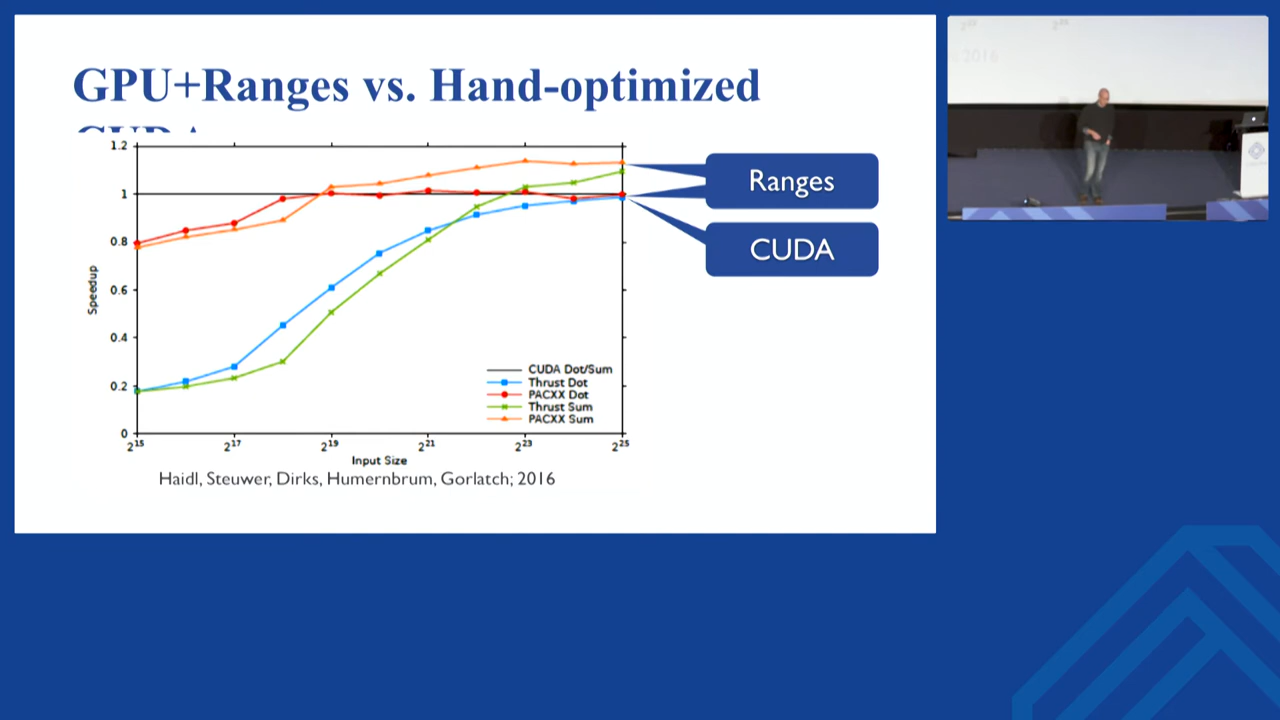 GPU+Ranges vs. Hand-optimized
CUDA
1.2
1
0.8
0.6
0.4
0.2
0
Speedup
2^15
2^17
2^19
2^21
2^23
2^25
Input Size
CUDA Dot/Sum
Thrust Dot
PACXX Dot
Thrust Sum
PACXX Sum
Ranges
CUDA
Haidl, Steuwer, Dirks, Humernbrum, Gorlatch; 2016
2016